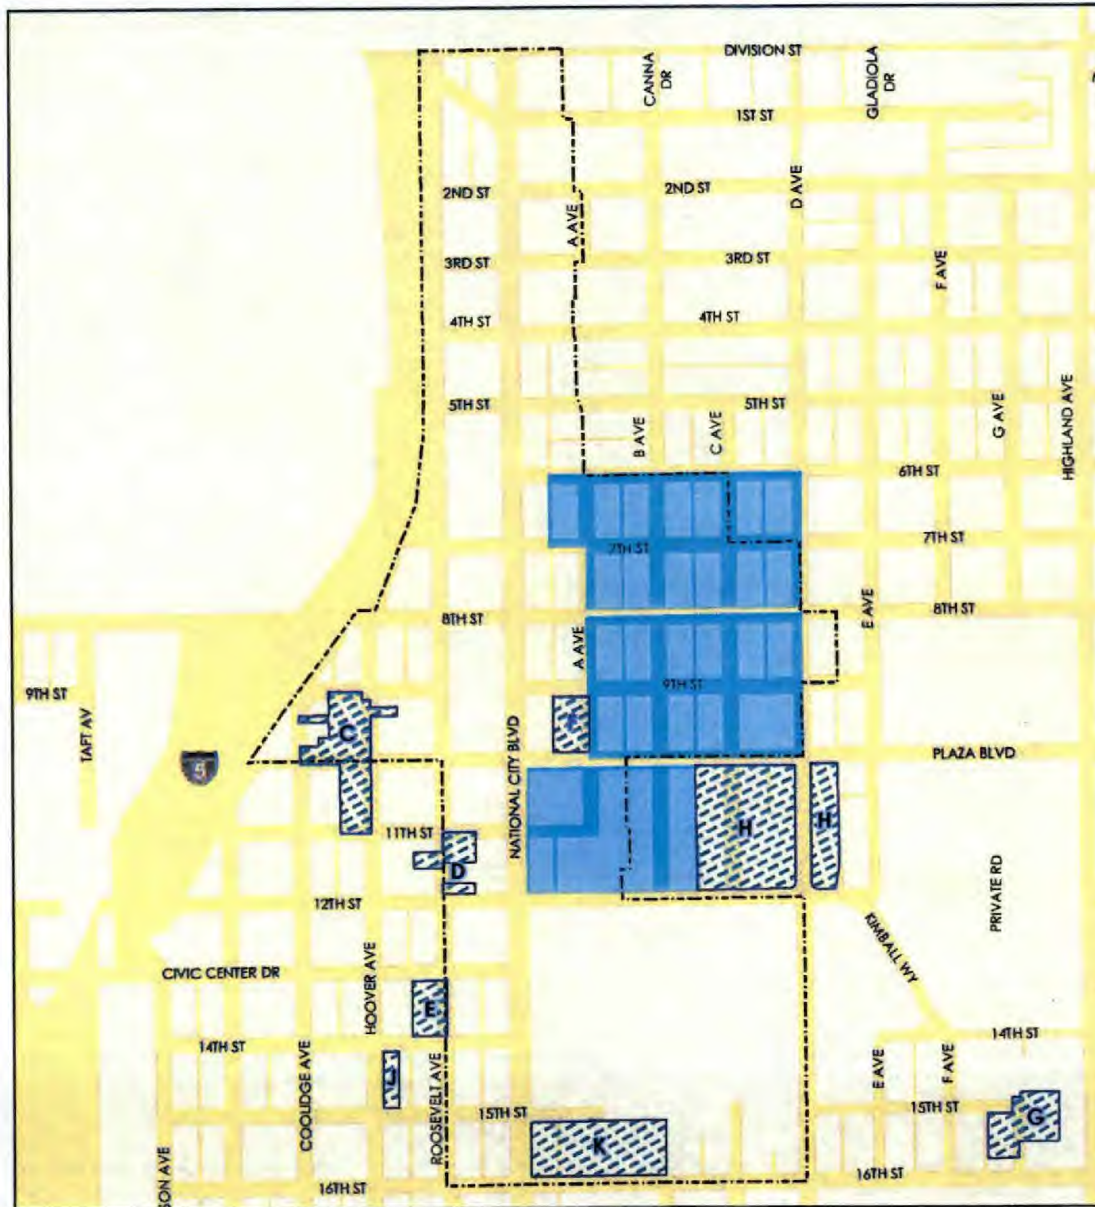 DIVISION ST
CANNA
DR
GLADIOLA
DR
1ST ST
2ND ST
2ND ST
D AVE
A AVE
3RD ST
3RD ST
F AVE
4TH ST
4TH ST
5TH ST
5TH ST
B AVE
C AVE
G AVE
HIGHLAND AVE
6TH ST
7TH ST
7TH ST
8TH ST
8TH ST
E AVE
A AVE
9TH ST
9TH ST
TAFT AV
C
NATIONAL CITY BLVD
PLAZA BLVD
5
11TH ST
D
H
H
12TH ST
PRIVATE RD
KIMBALL WY
CIVIC CENTER DR
HOOVER AVE
E
14TH ST
14TH ST
COOLIDGE AVE
J
ROOSEVELT AVE
E AVE
F AVE
15TH ST
15TH ST
G
K
SON AVE
16TH ST
16TH ST